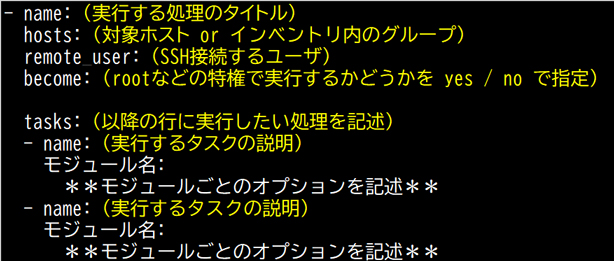 - name: (実行する処理のタイトル)
hosts: (対象ホスト or インベントリ内のグループ)
remote_user: (SSH接続するユーザ)
become: (rootなどの特権で実行するかどうかを yes / no で指定)
tasks: (以降の行に実行したい処理を記述)
- name: (実行するタスクの説明)
モジュール名:
＊＊モジュールごとのオプションを記述＊＊
- name: (実行するタスクの説明)
モジュール名:
＊＊モジュールごとのオプションを記述＊＊